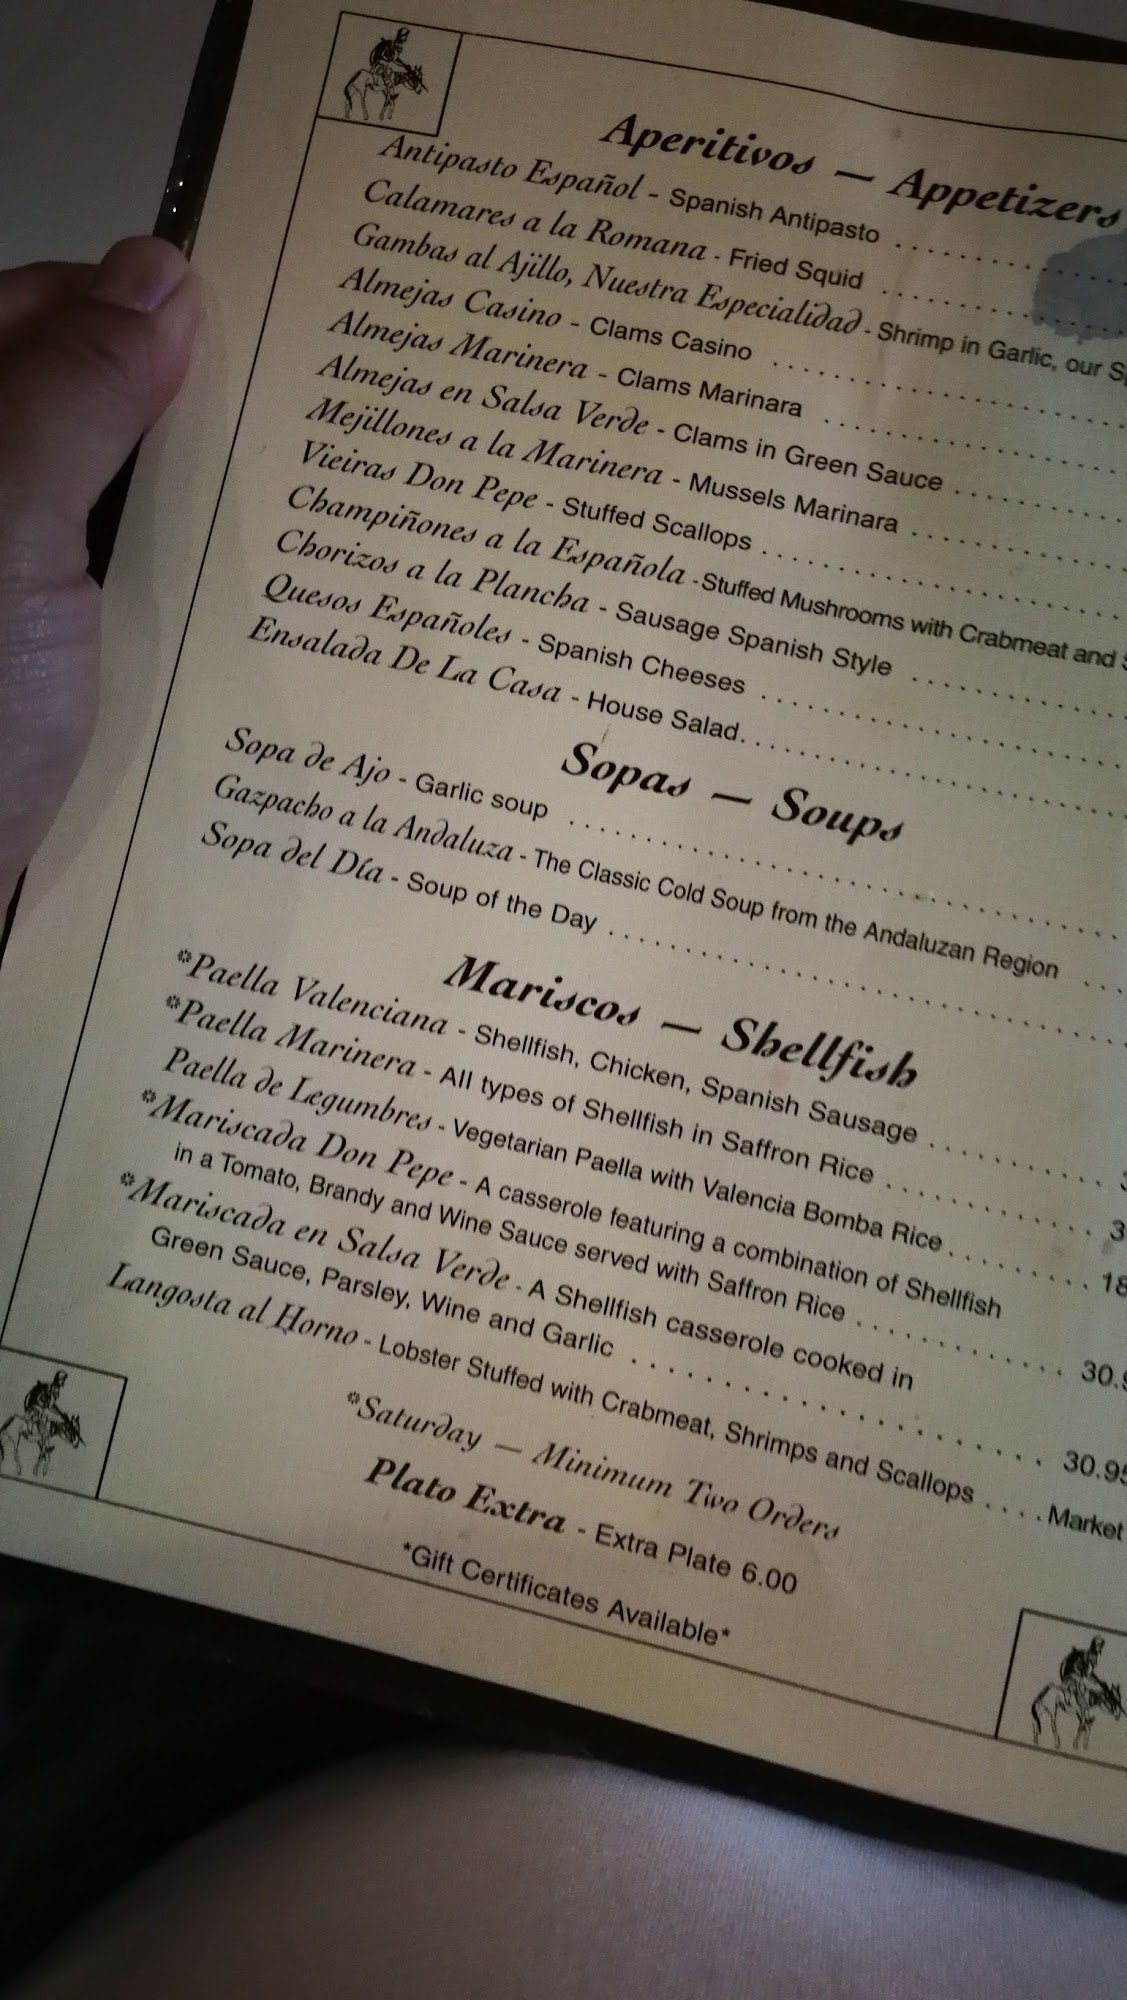 Aperitivos — Appetizers
Antipasto Español - Spanish Antipasto . . . . . . . . . .
Calamares a la Romana - Fried Squid . . . . . . . . . .
Gambas al Ajillo, Nuestra Especialidad - Shrimp in Garlic, our
Almejas Casino - Clams Casino . . . . . . . . . .
Almejas Marinera - Clams Marinara . . . . . . . . . .
Almejas en Salsa Verde - Clams in Green Sauce . . . . . . . . . .
Mejillones a la Marinera - Mussels Marinara . . . . . . . . . .
Vieiras Don Pepe - Stuffed Scallops . . . . . . . . . .
Champiñones a la Española -Stuffed Mushrooms with Crabmeat and
Chorizos a la Plancha - Sausage Spanish Style . . . . . . . . . .
Quesos Españoles - Spanish Cheeses . . . . . . . . . .
Ensalada De La Casa - House Salad. . . . . . . . . .
Sopas — Soups
Sopa de Ajo - Garlic soup . . . . . . . . . .
Gazpacho a la Andaluza - The Classic Cold Soup from the Andaluzan Region . . . .
Sopa del Día - Soup of the Day . . . . . . . . . .
Mariscos — Shellfish
*Paella Valenciana - Shellfish, Chicken, Spanish Sausage . . . . . . . . . .
*Paella Marinera - All types of Shellfish in Saffron Rice . . . . . . . . . . 3
Paella de Legumbres - Vegetarian Paella with Valencia Bomba Rice . . . . . . . . . 18
*Mariscada Don Pepe - A casserole featuring a combination of Shellfish
in a Tomato, Brandy and Wine Sauce served with Saffron Rice . . . . . . . . . . 30.9
*Mariscada en Salsa Verde - A Shellfish casserole cooked in
Green Sauce, Parsley, Wine and Garlic . . . . . . . . . . 30.95
Langosta al Horno - Lobster Stuffed with Crabmeat, Shrimps and Scallops . . . . Market
*Saturday — Minimum Two Orders
Plato Extra - Extra Plate 6.00
*Gift Certificates Available*